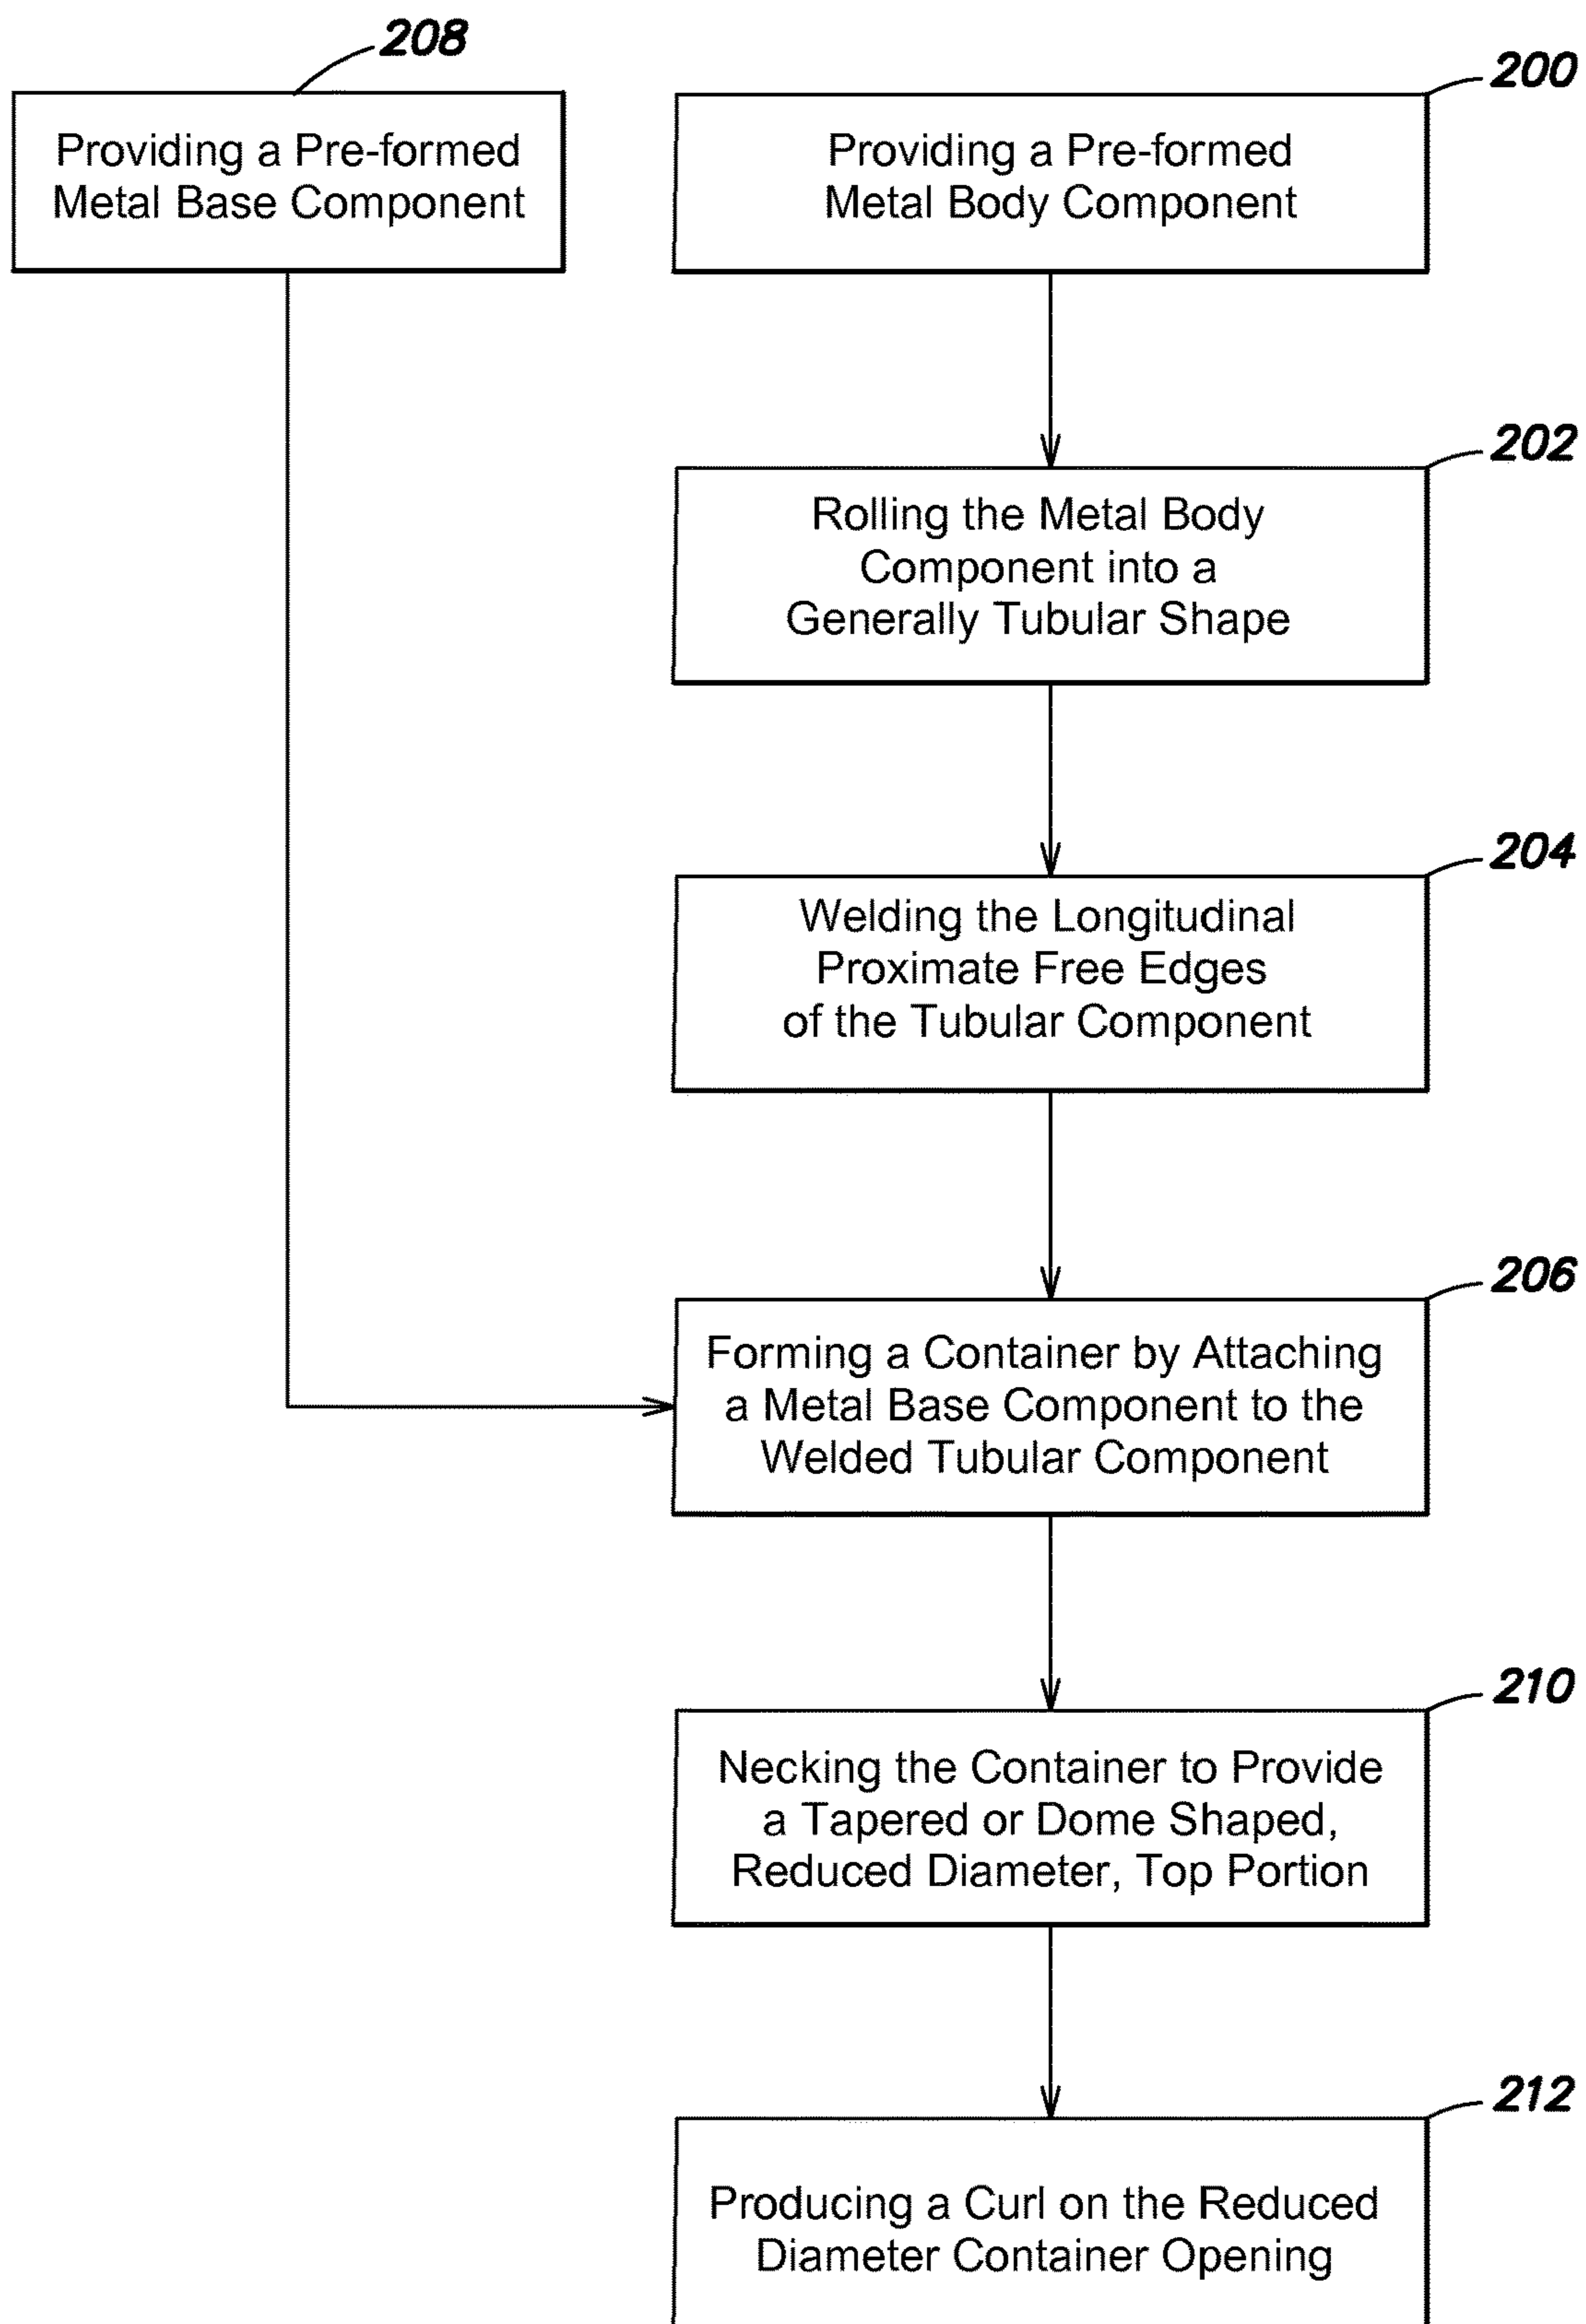 208
Providing a Pre-formed
Metal Base Component
200
Providing a Pre-formed
Metal Body Component
202
Rolling the Metal Body
Component into a
Generally Tubular Shape
204
Welding the Longitudinal
Proximate Free Edges
of the Tubular Component
206
Forming a Container by Attaching
a Metal Base Component to the
Welded Tubular Component
210
Necking the Container to Provide
a Tapered or Dome Shaped,
Reduced Diameter, Top Portion
212
Producing a Curl on the Reduced
Diameter Container Opening